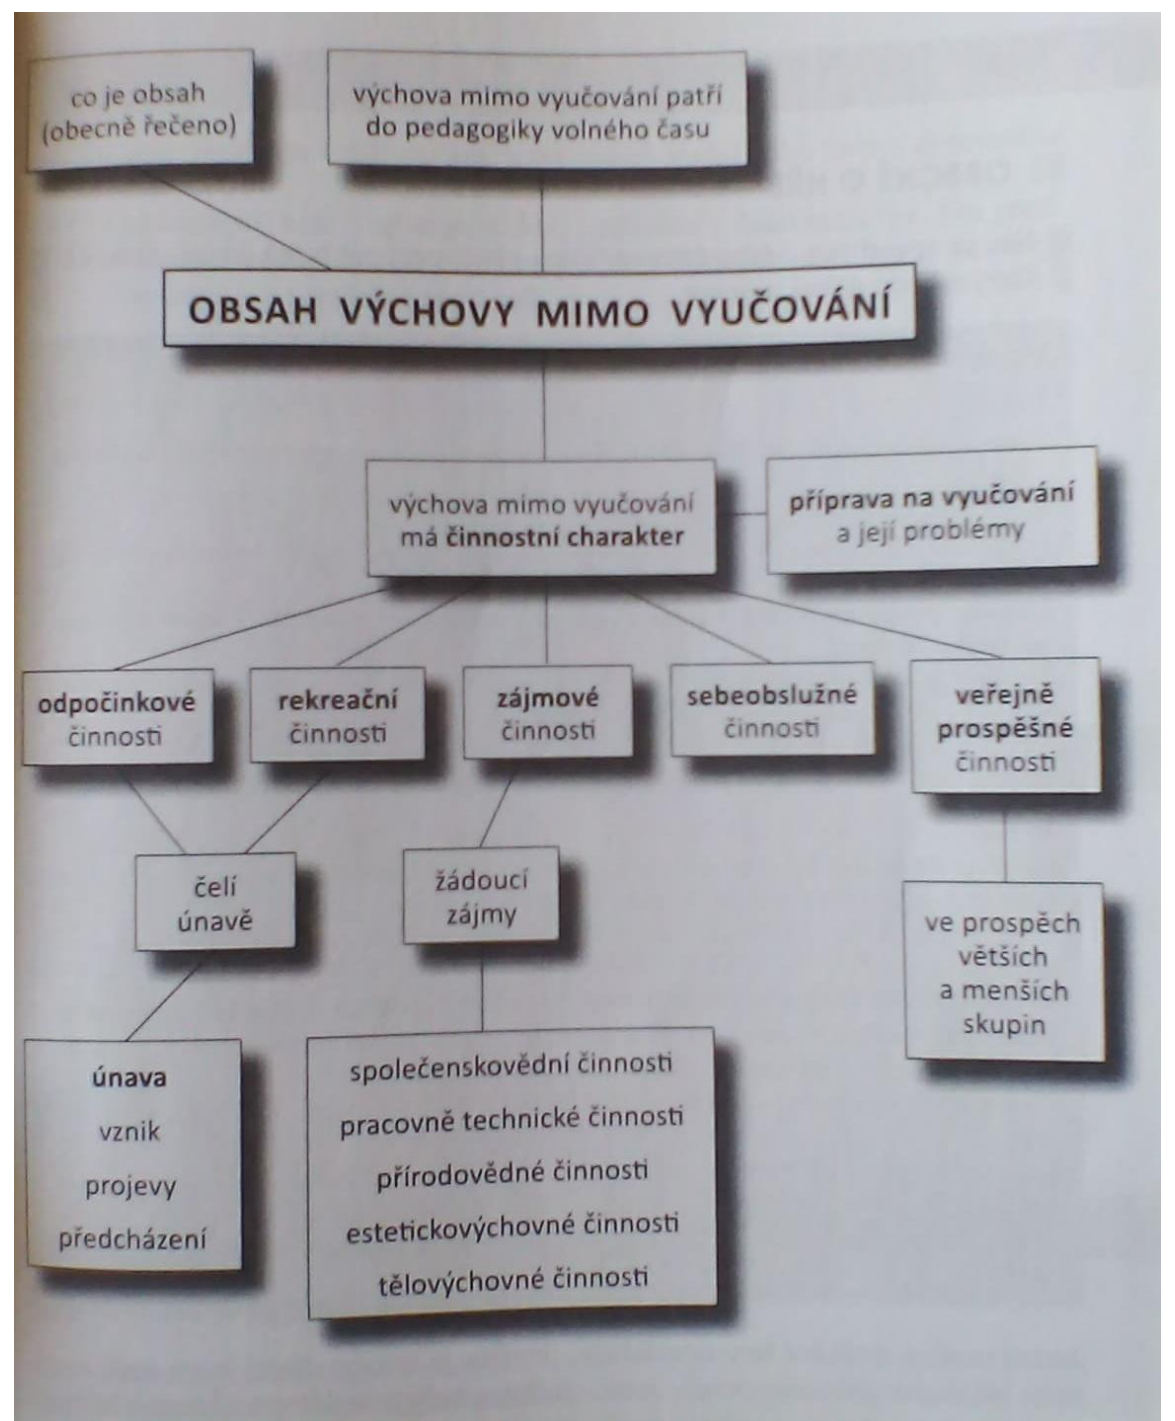 co je obsah
(obecně řečeno)
výchova mimo vyučování patří
do pedagogiky volného času
OBSAH VÝCHOVY MIMO VYUČOVÁNÍ
výchova mimo vyučování
má činnostní charakter
příprava na vyučování
a její problémy
odpočinkové
činnosti
rekreační
činnosti
zájmové
činnosti
sebeobslužné
činnosti
veřejně
prospěšné
činnosti
čelí
únavě
žádoucí
zájmy
ve prospěch
větších
a menších
skupin
únava
vznik
projevy
předcházení
společenskovědní činnosti
pracovně technické činnosti
přírodovědné činnosti
estetickovýchovné činnosti
tělovýchovné činnosti